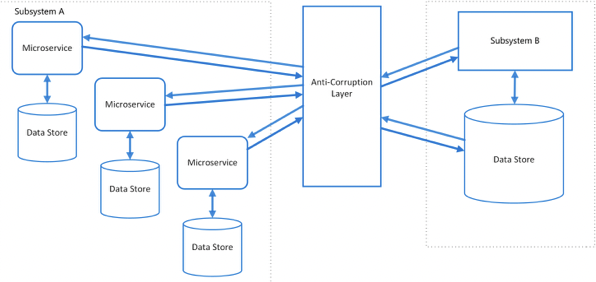 Subsystem A
Microservice
Data Store
Microservice
Data Store
Microservice
Data Store
Anti-Corruption
Layer
Subsystem B
Data Store